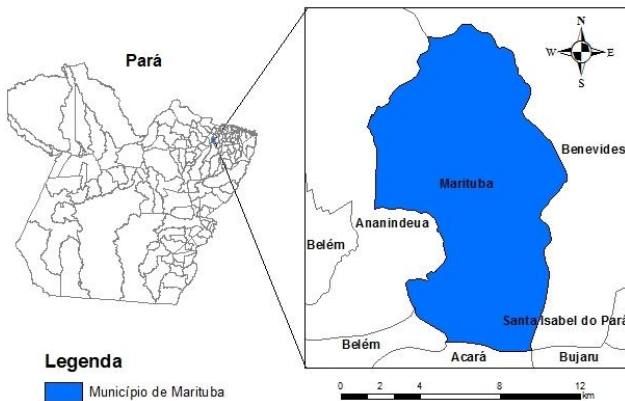 Pará
N
W
E
S
Benevides
Marituba
Ananindeua
Belém
Santa Isabel do Pará
Belém
Acará
Bujaru
Legenda
Município de Marituba
0 2 4 8 12
km